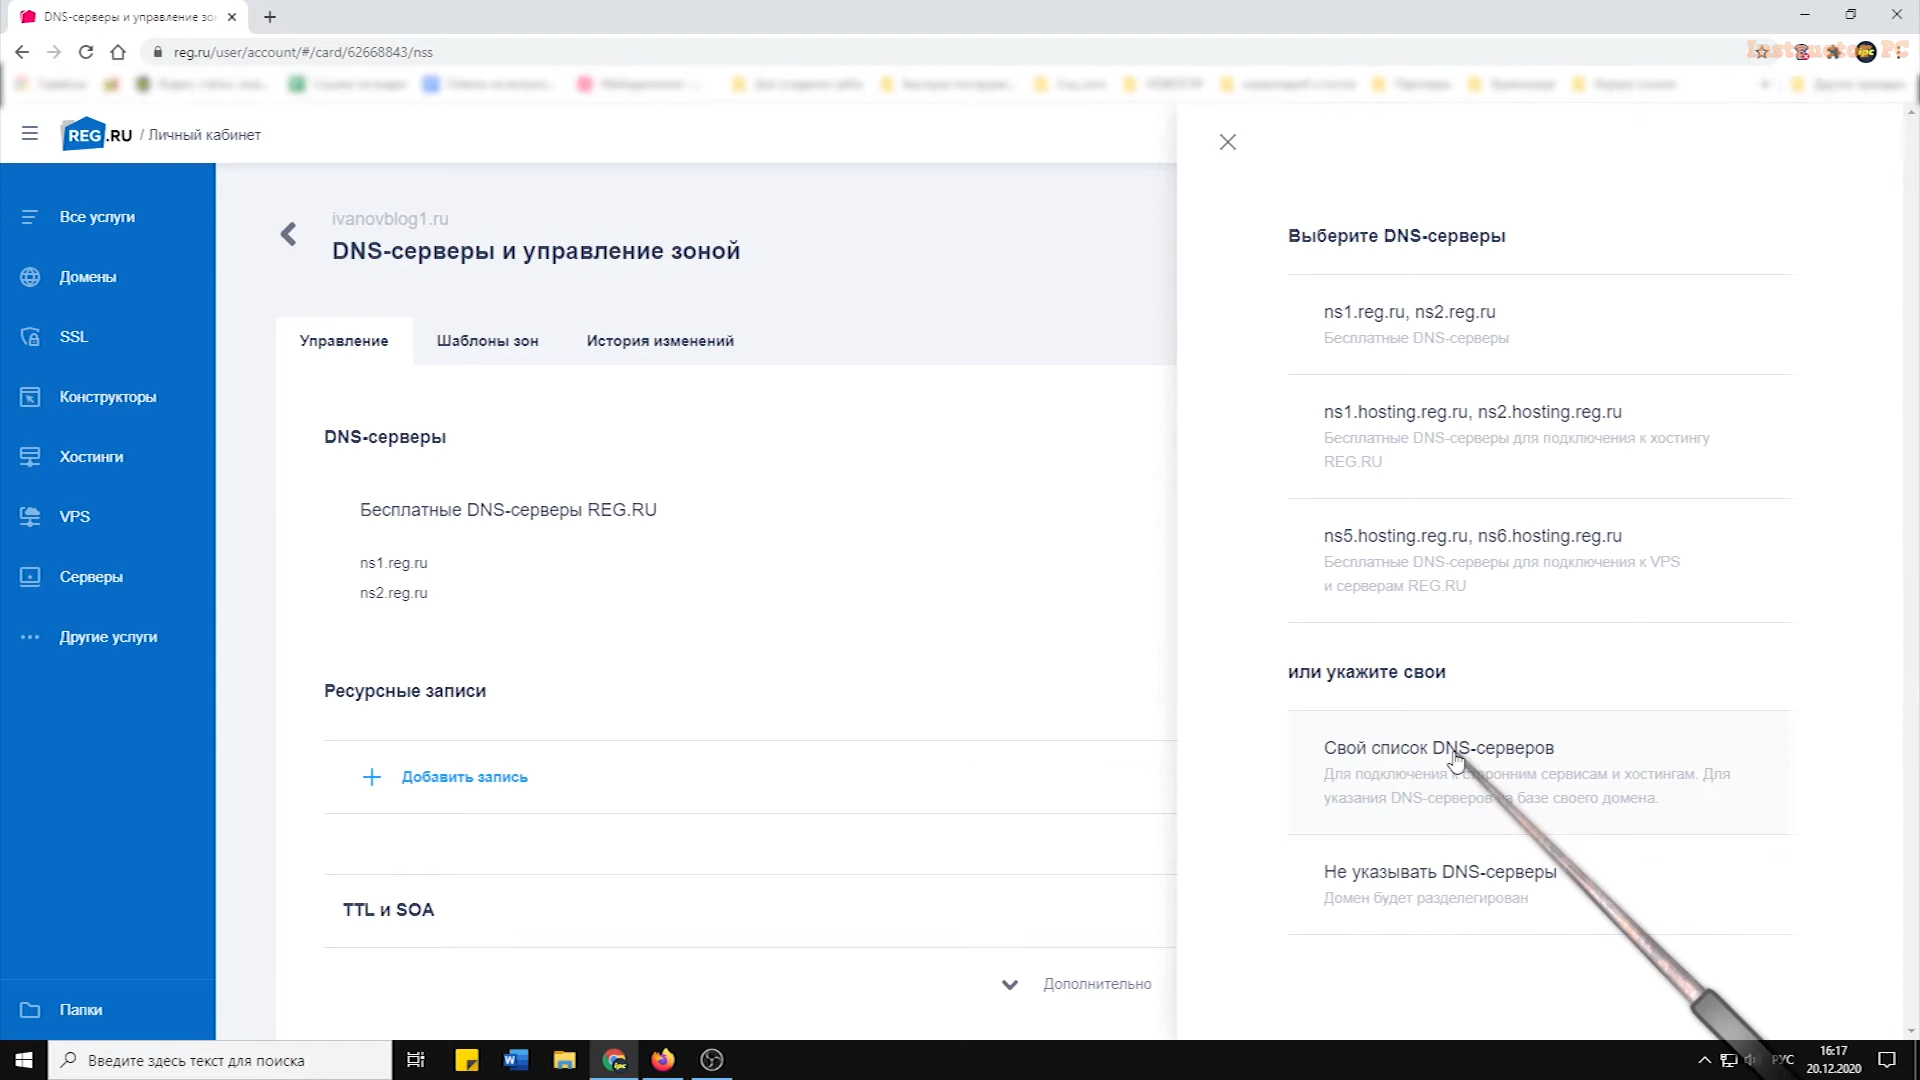 DNS-серверы и управление зон
reg.ru/user/account/#/card/62668843/nss
Instructor PC
REG.RU / Личный кабинет
Все услуги
Домены
SSL
Конструкторы
Хостинги
VPS
Серверы
Другие услуги
Папки
ivanovblog1.ru
DNS-серверы и управление зоной
Управление
Шаблоны зон
История изменений
DNS-серверы
Бесплатные DNS-серверы REG.RU
ns1.reg.ru
ns2.reg.ru
Ресурсные записи
Добавить запись
TTL и SOA
Дополнительно
Выберите DNS-серверы
ns1.reg.ru, ns2.reg.ru
Бесплатные DNS-серверы
ns1.hosting.reg.ru, ns2.hosting.reg.ru
Бесплатные DNS-серверы для подключения к хостингу
REG.RU
ns5.hosting.reg.ru, ns6.hosting.reg.ru
Бесплатные DNS-серверы для подключения к VPS
и серверам REG.RU
или укажите свои
Свой список DNS-серверов
Для подключения к сторонним сервисам и хостингам. Для
указания DNS-серверов на базе своего домена.
Не указывать DNS-серверы
Домен будет разделегирован
Введите здесь текст для поиска
РУС
16:17
20.12.2020